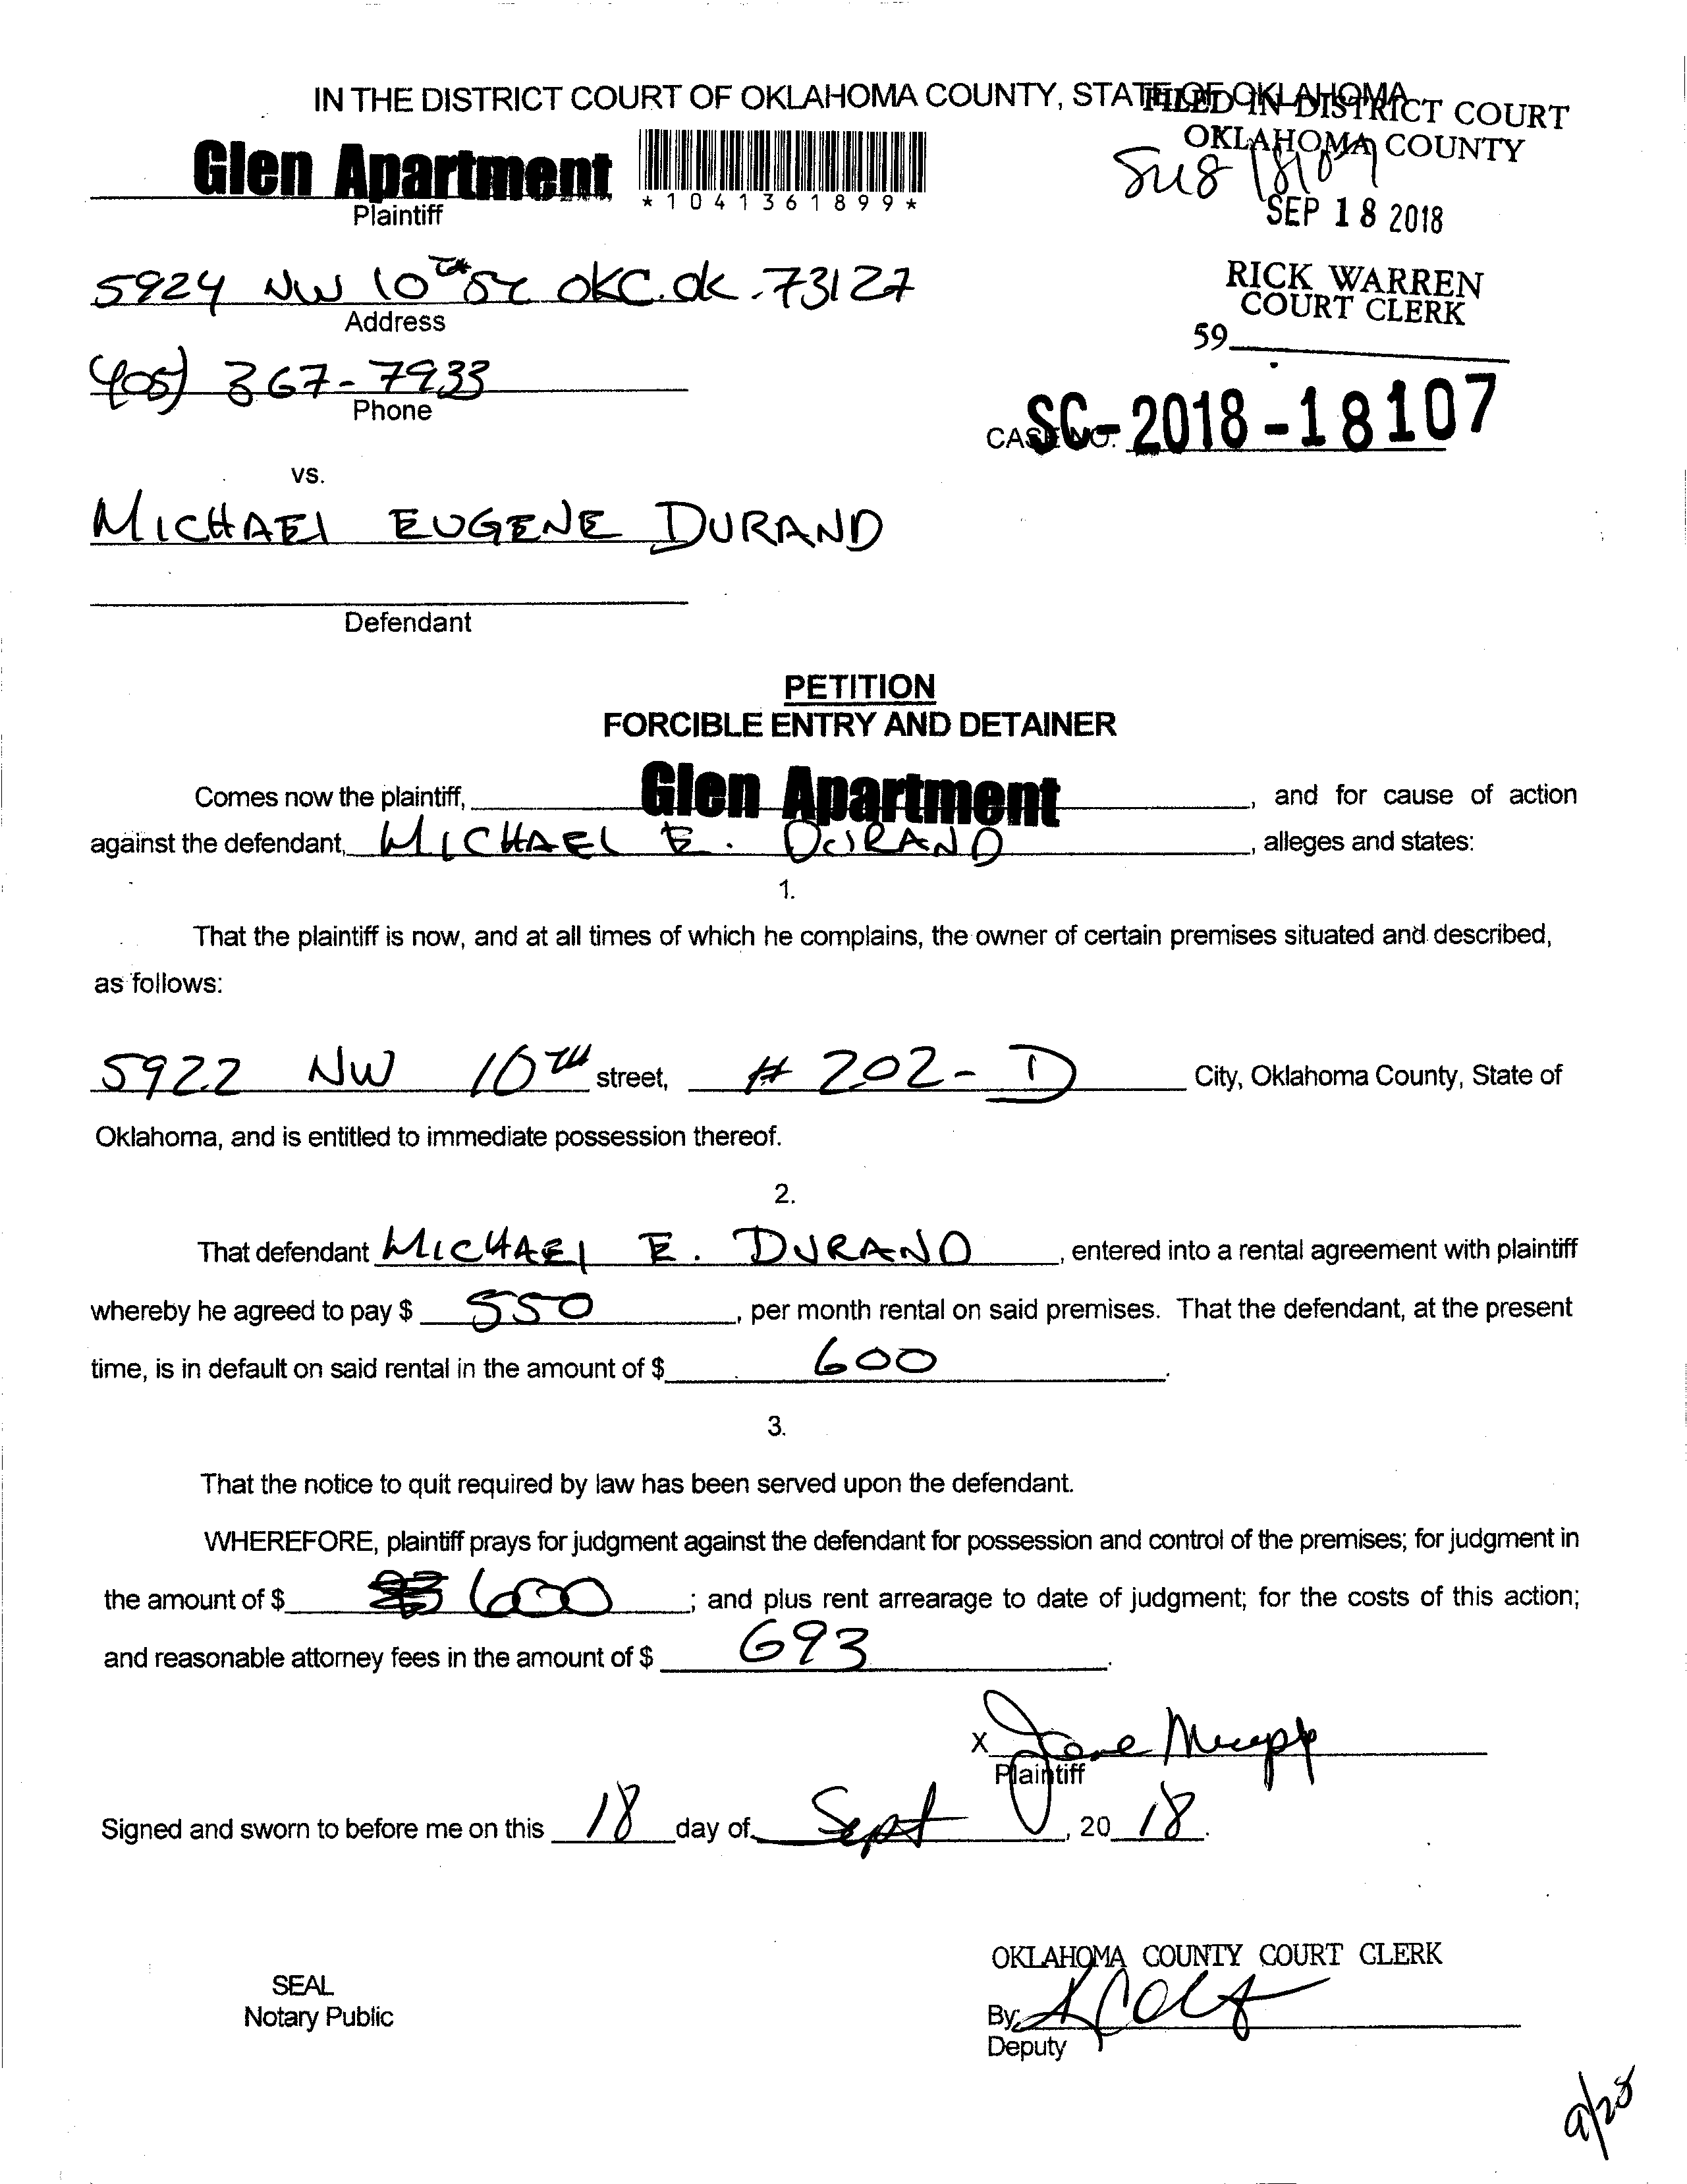 IN THE DISTRICT COURT OF OKLAHOMA COUNTY, STATE OF OKLAHOMA
FILED IN DISTRICT COURT
OKLAHOMA COUNTY
Glen Apartment
*1041361899*
Plaintiff
SEP 18 2018
5924 NW 10TH St OKC. OK. 73127
Address
RICK WARREN
COURT CLERK
59
(405) 367-7933
Phone
CASE NO. SC-2018-18107
vs.
MICHAEL EUGENE DURAND
Defendant
PETITION
FORCIBLE ENTRY AND DETAINER
Comes now the plaintiff, Glen Apartment, and for cause of action
against the defendant, MICHAEL E. DURAND, alleges and states:
1.
That the plaintiff is now, and at all times of which he complains, the owner of certain premises situated and described,
as follows:
5922 NW 10TH street, # 202-D City, Oklahoma County, State of
Oklahoma, and is entitled to immediate possession thereof.
2.
That defendant MICHAEL E. DURAND, entered into a rental agreement with plaintiff
whereby he agreed to pay $ 550, per month rental on said premises. That the defendant, at the present
time, is in default on said rental in the amount of $ 600.
3.
That the notice to quit required by law has been served upon the defendant.
WHEREFORE, plaintiff prays for judgment against the defendant for possession and control of the premises; for judgment in
the amount of $ 600; and plus rent arrearage to date of judgment; for the costs of this action;
and reasonable attorney fees in the amount of $ 693.
X
Plaintiff
Signed and sworn to before me on this 18 day of Sept, 20 18.
OKLAHOMA COUNTY COURT CLERK
SEAL
Notary Public
By
Deputy
9/28